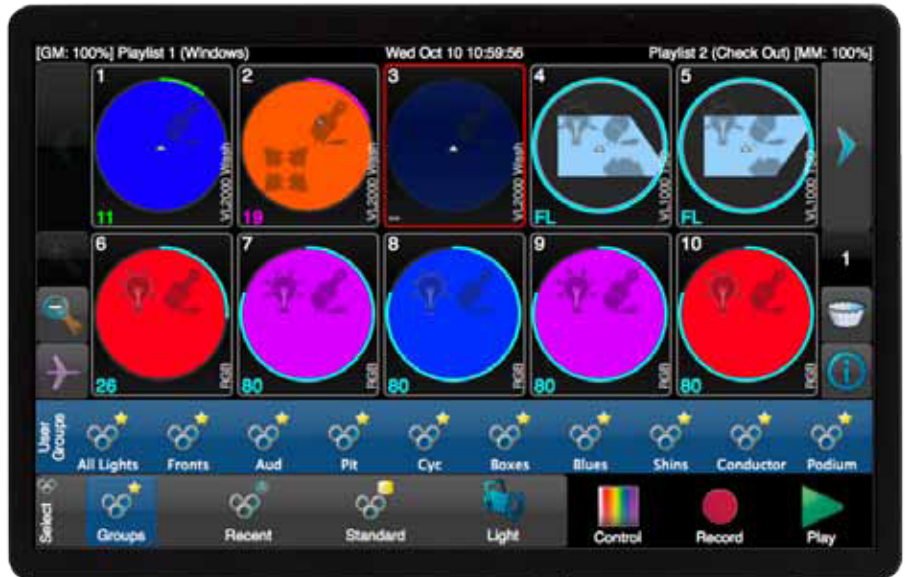 [GM: 100%] Playlist 1 (Windows) Wed Oct 10 10:59:56 Playlist 2 (Check Out) [MM: 100%]
1 2 3 4 5
VL2000 Wash VL2000 Wash VL2000 Wash VL1000 VL1000
11 19 -- FL FL
6 7 8 9 10 1
RGB RGB RGB RGB RGB
26 80 80 80 80
User Groups
All Lights Fronts Aud Pit Cyc Boxes Blues Shins Conductor Podium
Select
Groups Recent Standard Light Control Record Play